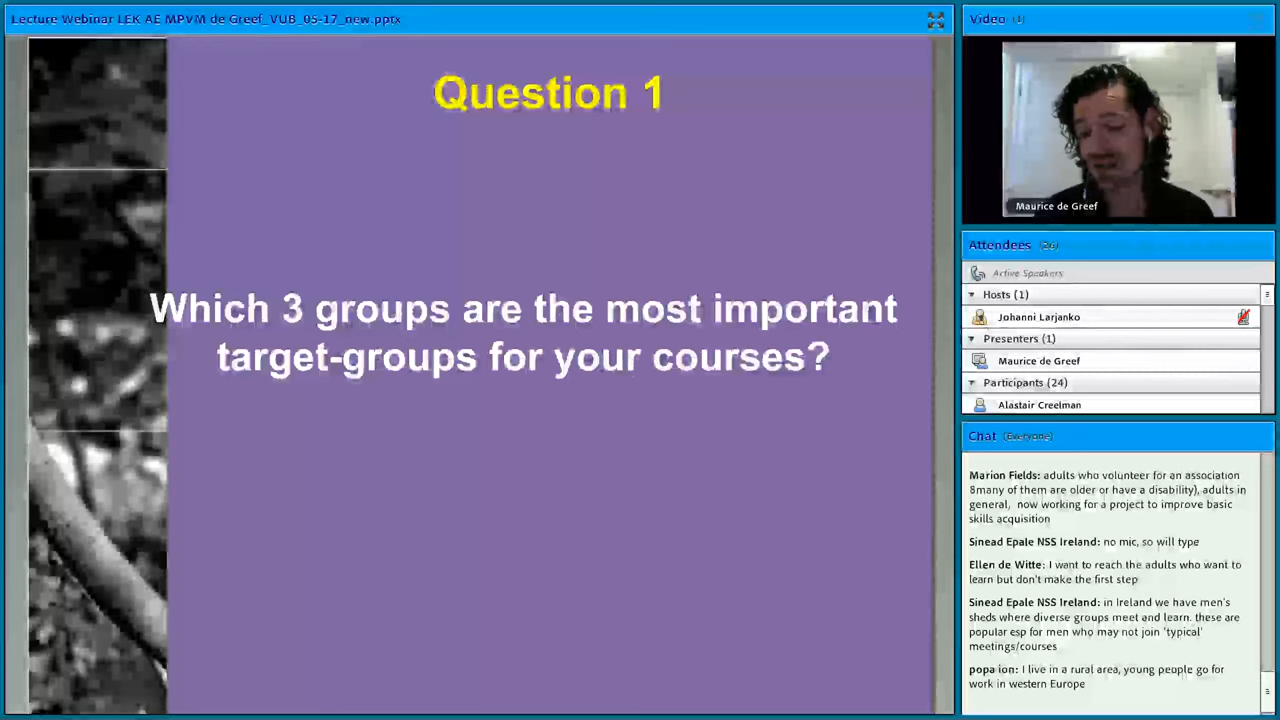 Lecture Webinar LEK AE MPVM de Greef_VUB_05-17_new.pptx
Question 1
Which 3 groups are the most important
target-groups for your courses?
Video (1)
Maurice de Greef
Attendees (26)
Active Speakers
Hosts (1)
Johanni Larjanko
Presenters (1)
Maurice de Greef
Participants (24)
Alastair Creelman
Chat (Everyone)
Marion Fields: adults who volunteer for an association
8many of them are older or have a disability), adults in
general, now working for a project to improve basic
skills acquisition
Sinead Epale NSS Ireland: no mic, so will type
Ellen de Witte: I want to reach the adults who want to
learn but don't make the first step
Sinead Epale NSS Ireland: in Ireland we have men's
sheds where diverse groups meet and learn. these are
popular esp for men who may not join 'typical'
meetings/courses
popa ion: I live in a rural area, young people go for
work in western Europe